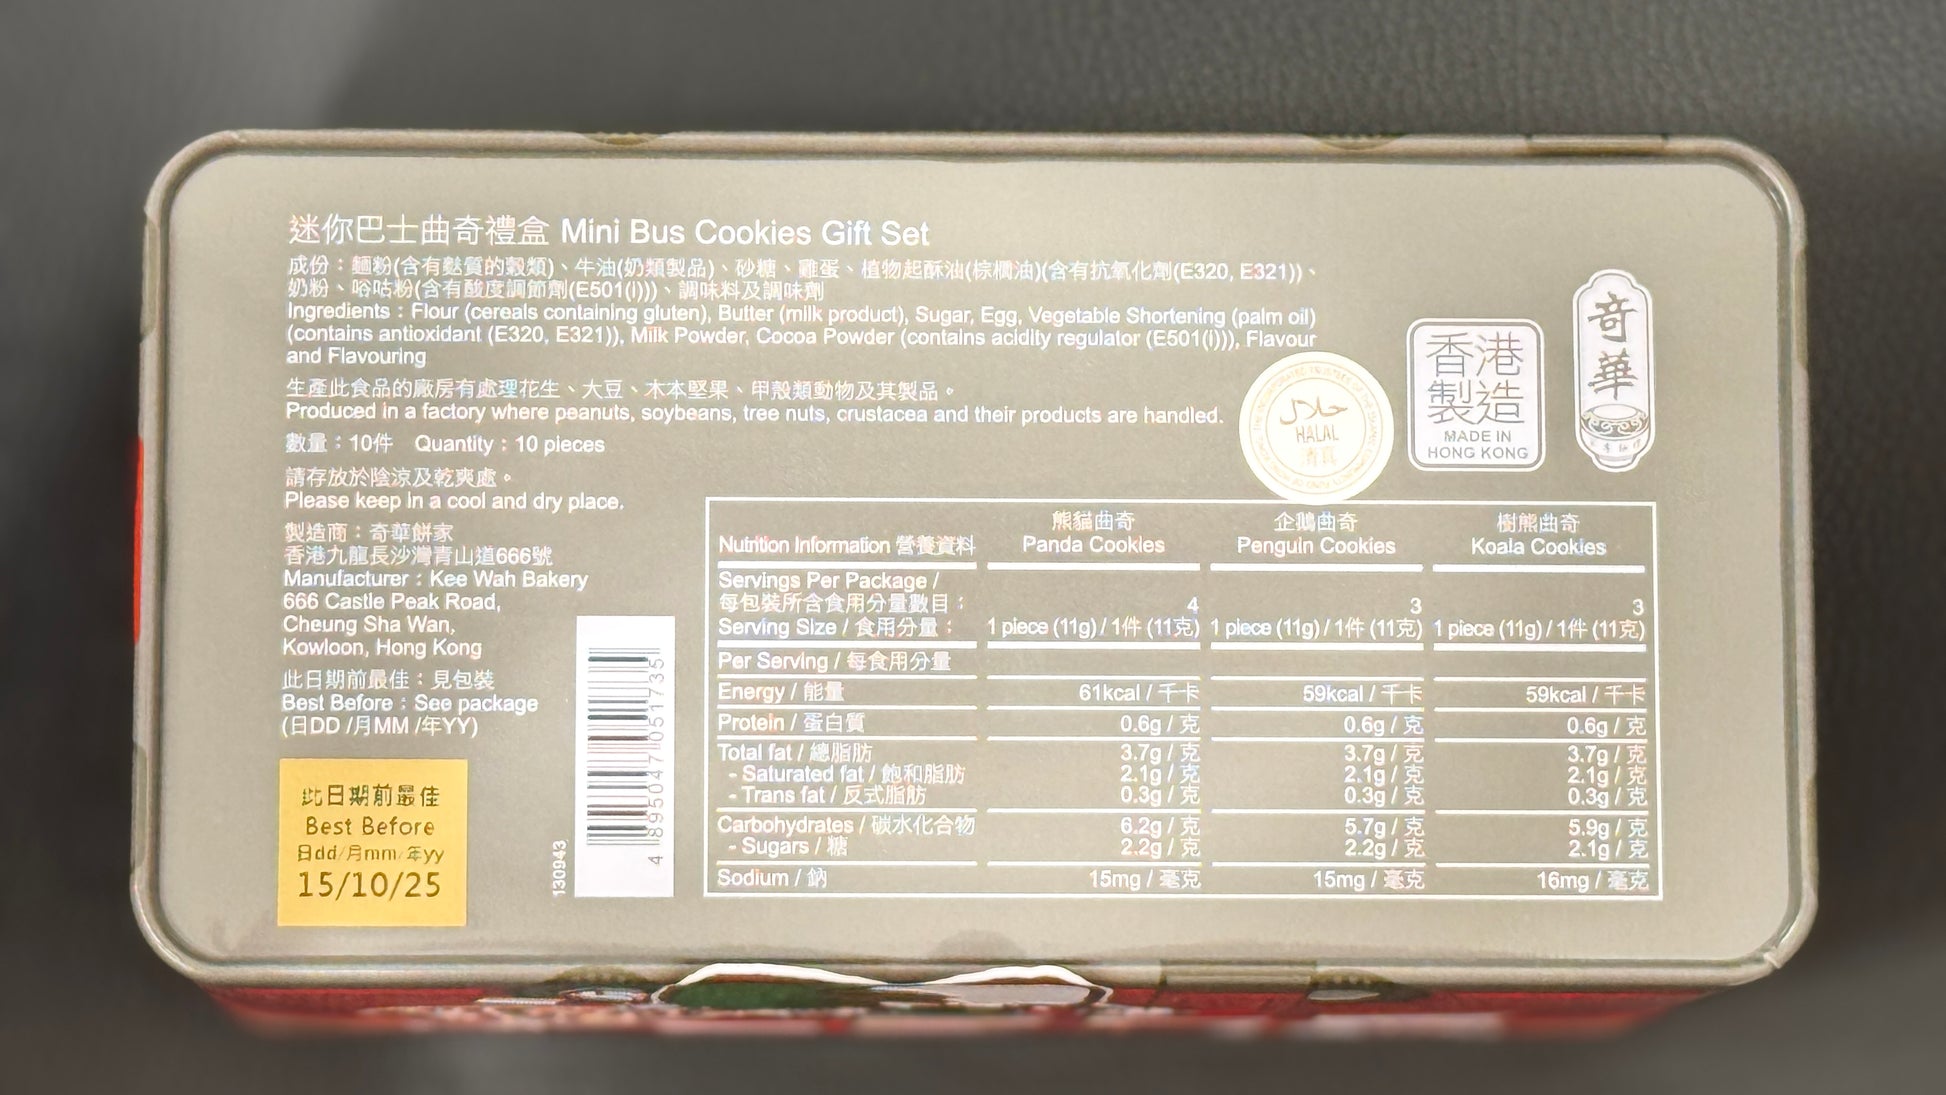 迷你巴士曲奇禮盒 Mini Bus Cookies Gift Set
成份：麵粉(含有麩質的穀類)、牛油(奶類製品)、砂糖、雞蛋、植物起酥油(棕櫚油)(含有抗氧化劑(E320, E321))、
奶粉、唂咕粉(含有酸度調節劑(E501(i)))、調味料及調味劑
Ingredients : Flour (cereals containing gluten), Butter (milk product), Sugar, Egg, Vegetable Shortening (palm oil)
(contains antioxidant (E320, E321)), Milk Powder, Cocoa Powder (contains acidity regulator (E501(i))), Flavour
and Flavouring
生產此食品的廠房有處理花生、大豆、木本堅果、甲殼類動物及其製品。
Produced in a factory where peanuts, soybeans, tree nuts, crustacea and their products are handled.
數量：10件 Quantity : 10 pieces
請存放於陰涼及乾爽處。
Please keep in a cool and dry place.
製造商：奇華餅家
香港九龍長沙灣青山道666號
Manufacturer : Kee Wah Bakery
666 Castle Peak Road,
Cheung Sha Wan,
Kowloon, Hong Kong
此日期前最佳：見包裝
Best Before : See package
(日DD /月MM /年YY)
此日期前最佳
Best Before
日dd/月mm/年yy
15/10/25
130943
4 895047 051735
حلال
HALAL
清真
香港
製造
MADE IN
HONG KONG
奇華
熊貓曲奇 企鵝曲奇 樹熊曲奇
Nutrition Information 營養資料 Panda Cookies Penguin Cookies Koala Cookies
Servings Per Package /
每包裝所含食用分量數目： 4 3 3
Serving Size / 食用分量： 1 piece (11g) / 1件 (11克) 1 piece (11g) / 1件 (11克) 1 piece (11g) / 1件 (11克)
Per Serving / 每食用分量
Energy / 能量 61kcal / 千卡 59kcal / 千卡 59kcal / 千卡
Protein / 蛋白質 0.6g / 克 0.6g / 克 0.6g / 克
Total fat / 總脂肪 3.7g / 克 3.7g / 克 3.7g / 克
- Saturated fat / 飽和脂肪 2.1g / 克 2.1g / 克 2.1g / 克
- Trans fat / 反式脂肪 0.3g / 克 0.3g / 克 0.3g / 克
Carbohydrates / 碳水化合物 6.2g / 克 5.7g / 克 5.9g / 克
- Sugars / 糖 2.2g / 克 2.2g / 克 2.1g / 克
Sodium / 鈉 15mg / 毫克 15mg / 毫克 16mg / 毫克